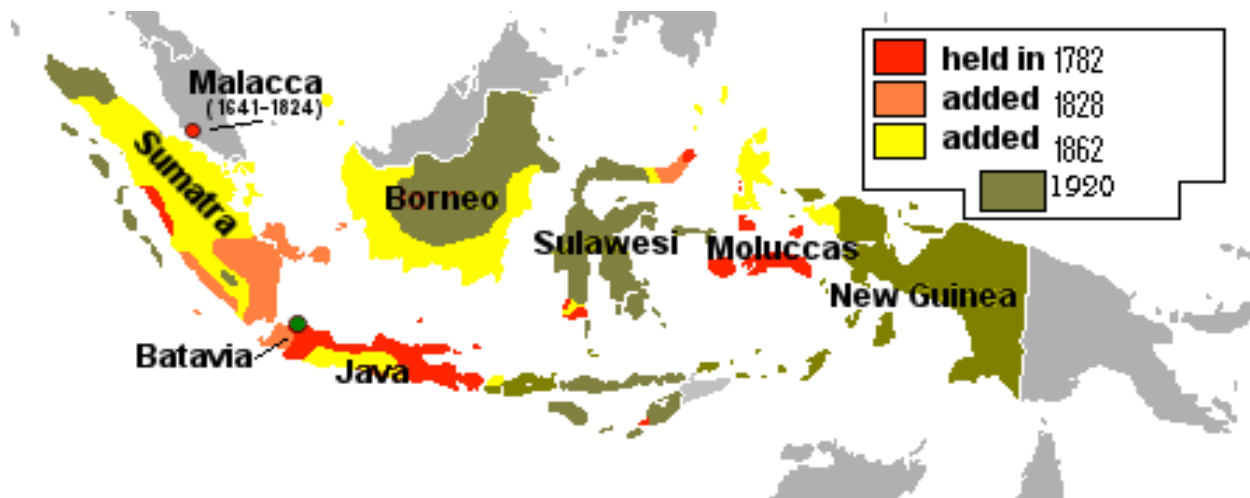 held in 1782
added 1828
added 1862
1920
Malacca
(1641-1824)
Sumatra
Borneo
Sulawesi
Moluccas
New Guinea
Batavia
Java